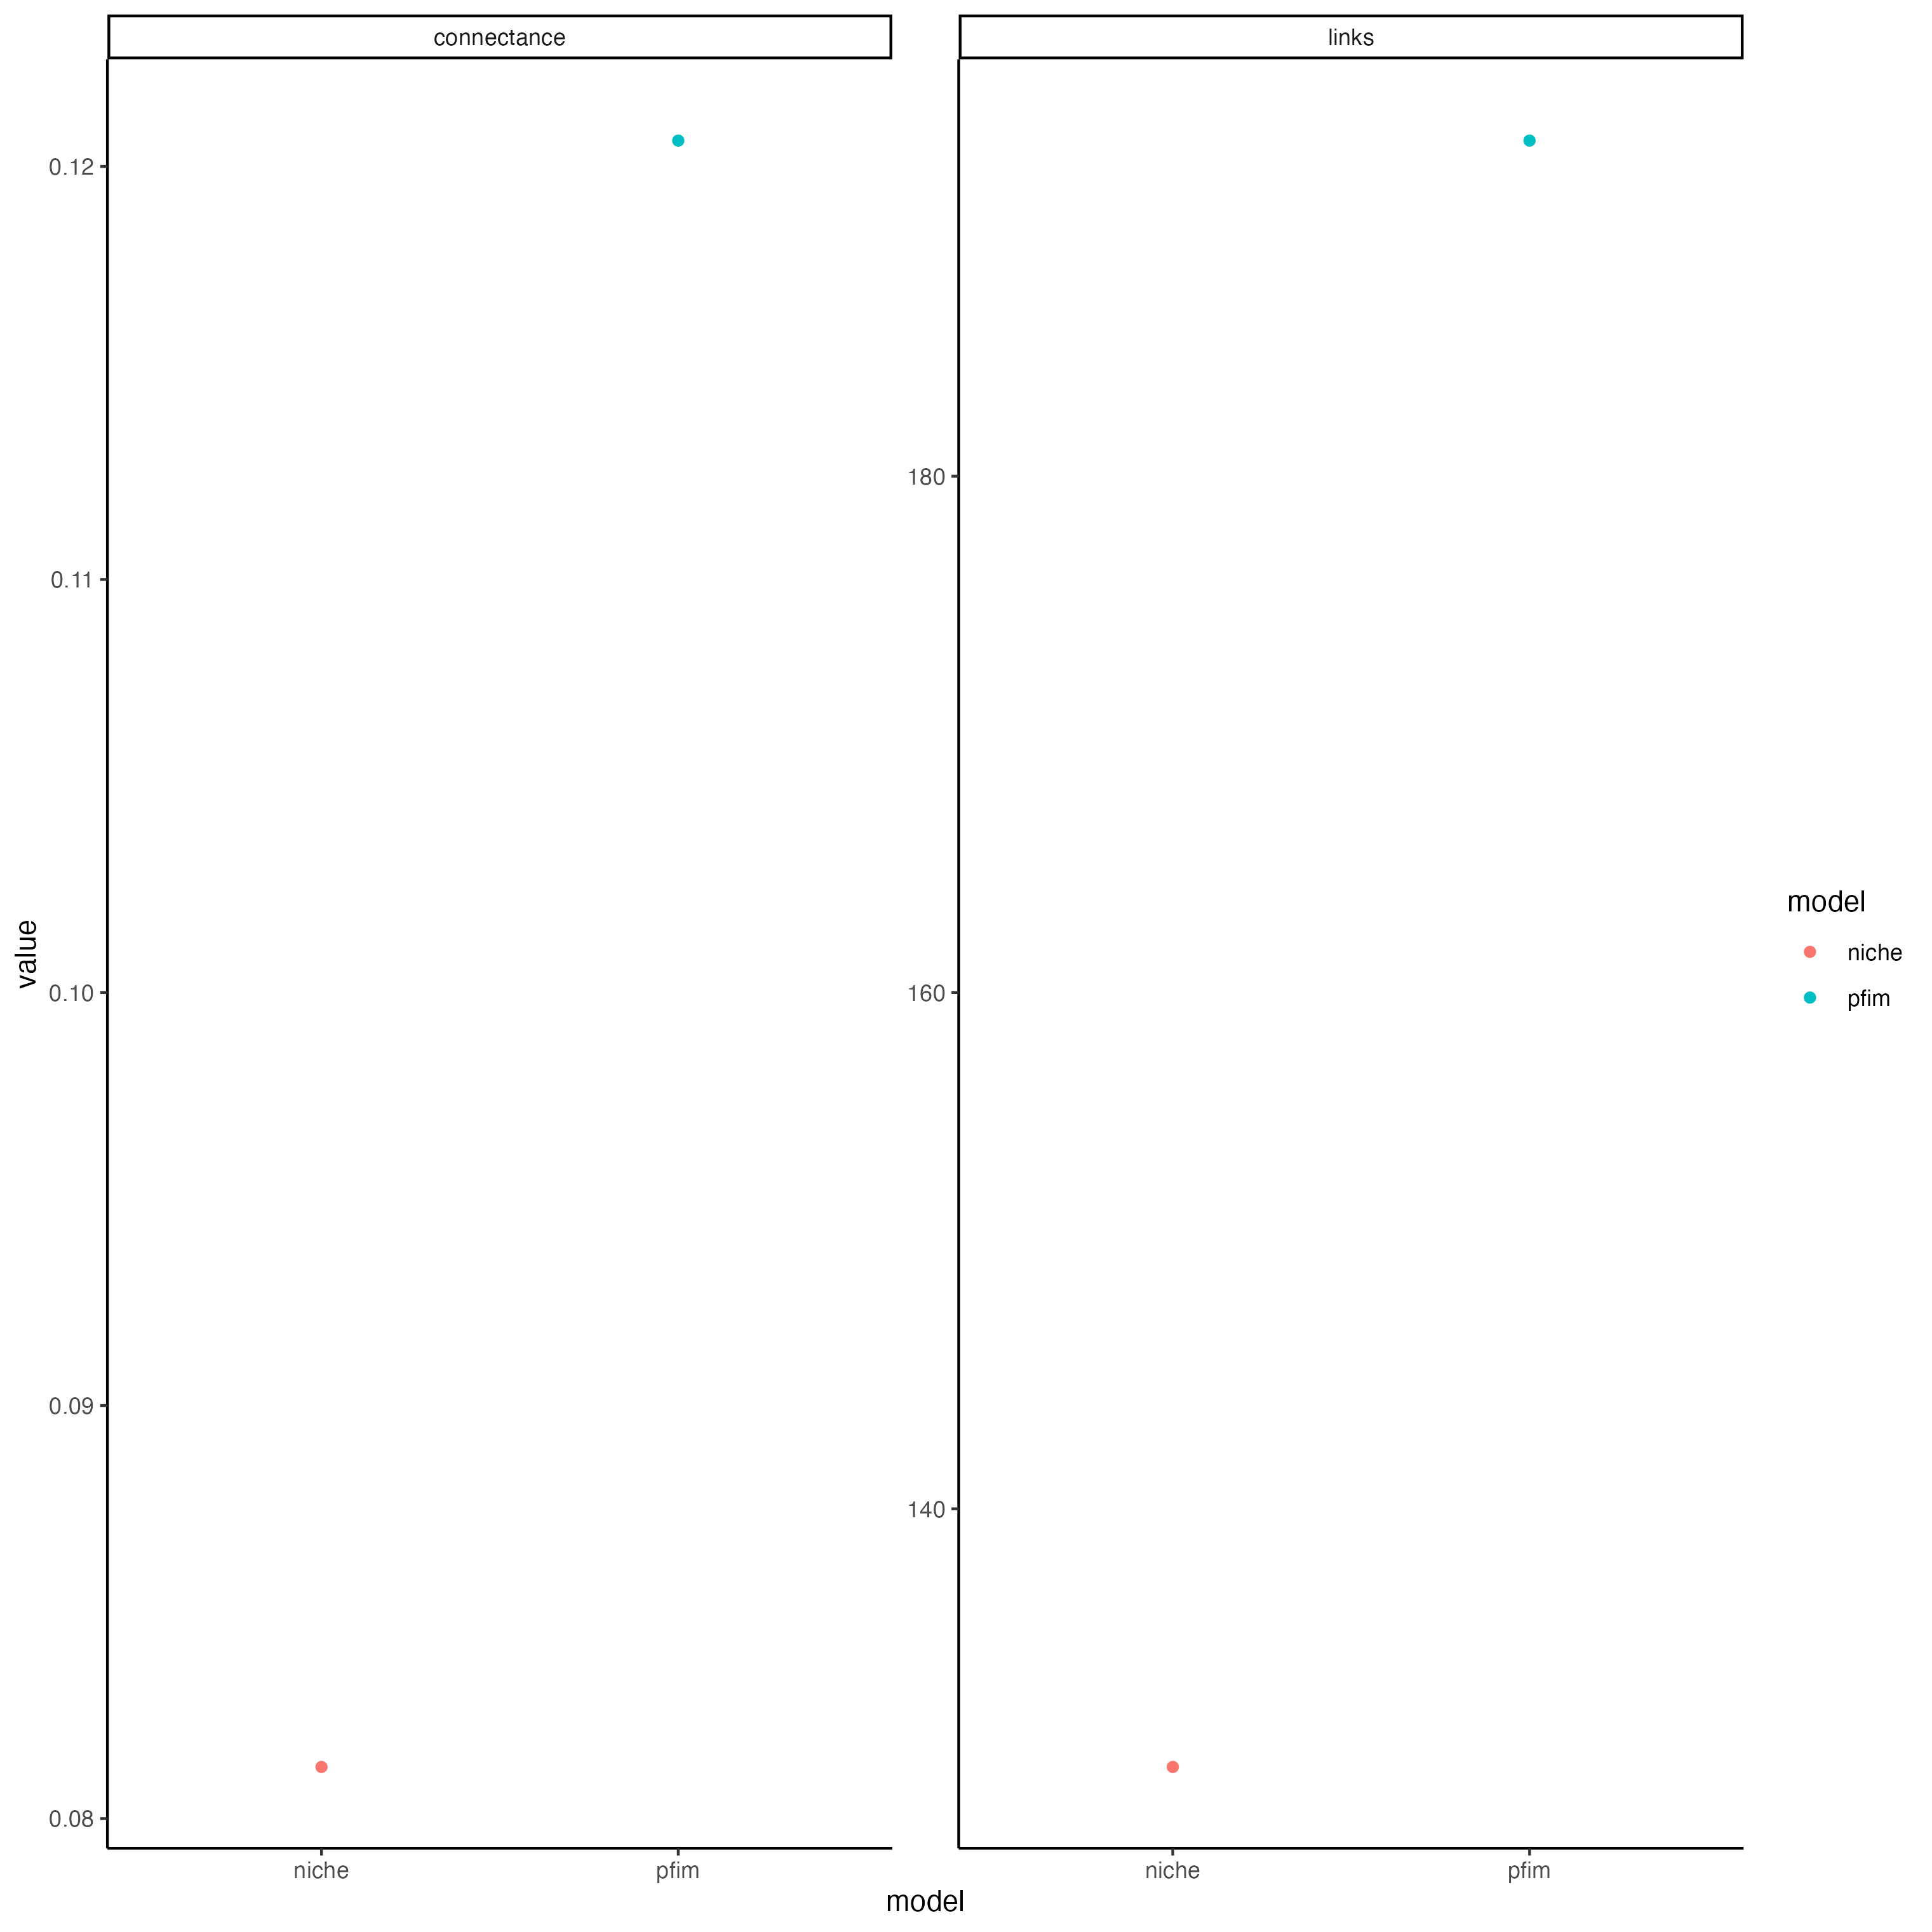 connectance
links
value
0.12
0.11
0.10
0.09
0.08
180
160
140
niche
pfim
niche
pfim
model
model
niche
pfim